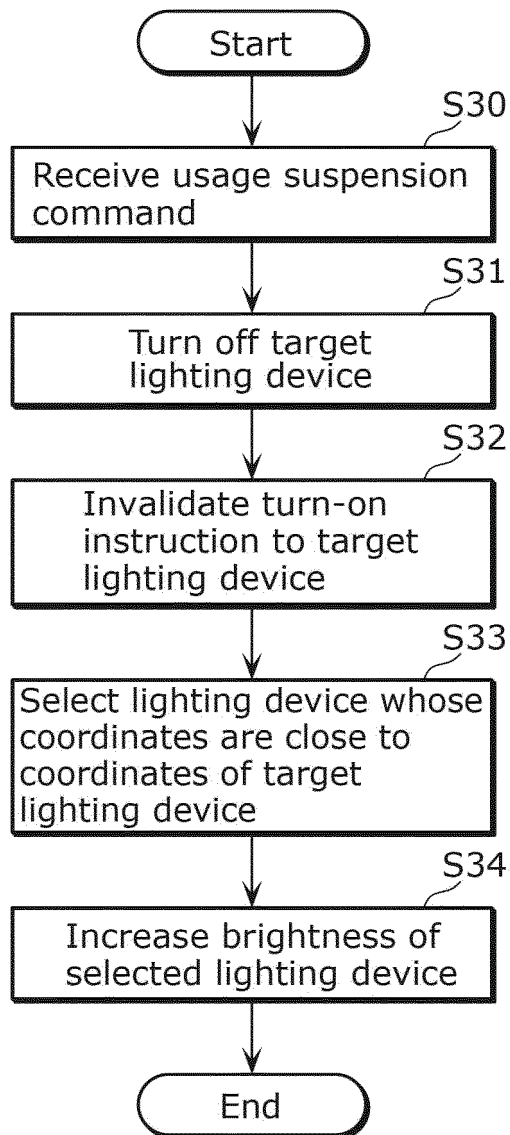 Start
S30
Receive usage suspension
command
S31
Turn off target
lighting device
S32
Invalidate turn-on
instruction to target
lighting device
S33
Select lighting device whose
coordinates are close to
coordinates of target
lighting device
S34
Increase brightness of
selected lighting device
End